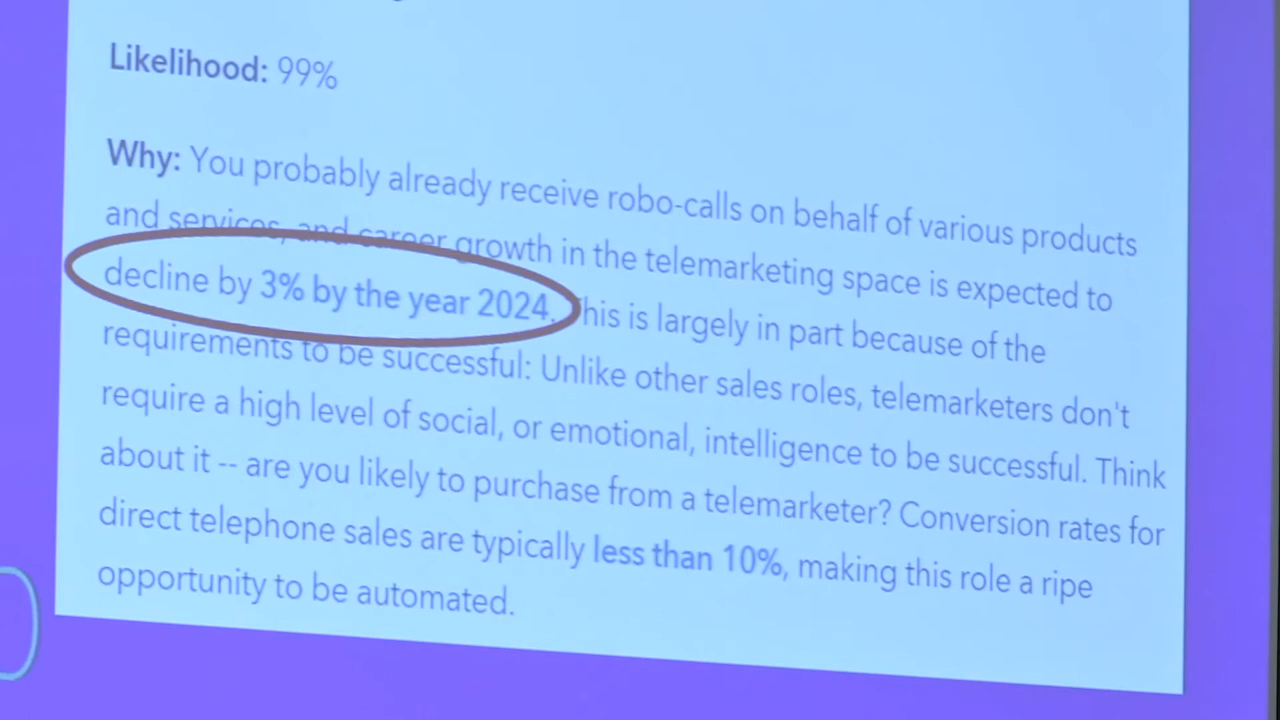 Likelihood: 99%
Why: You probably already receive robo-calls on behalf of various products
and services, and career growth in the telemarketing space is expected to
decline by 3% by the year 2024. This is largely in part because of the
requirements to be successful: Unlike other sales roles, telemarketers don't
require a high level of social, or emotional, intelligence to be successful. Think
about it -- are you likely to purchase from a telemarketer? Conversion rates for
direct telephone sales are typically less than 10%, making this role a ripe
opportunity to be automated.